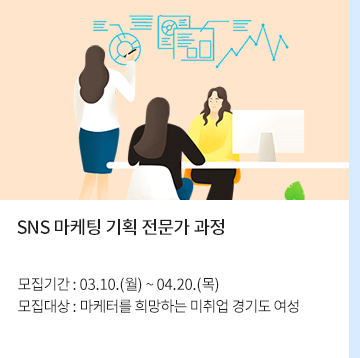 SNS 마케팅 기획 전문가 과정
모집기간 : 03.10.(월) ~ 04.20.(목)
모집대상 : 마케터를 희망하는 미취업 경기도 여성